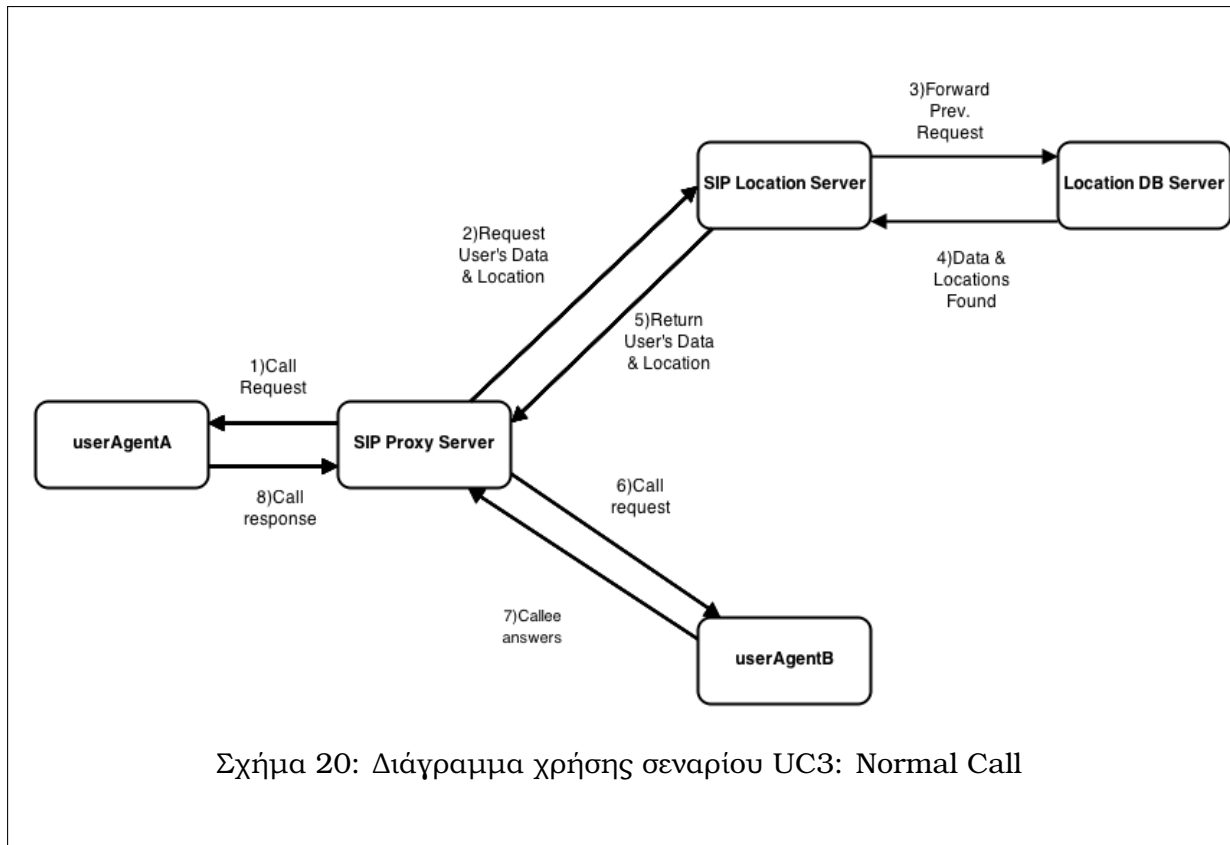 3)Forward
Prev.
Request
SIP Location Server
Location DB Server
2)Request
User's Data
& Location
4)Data &
Locations
Found
5)Return
User's Data
& Location
1)Call
Request
userAgentA
SIP Proxy Server
8)Call
response
6)Call
request
7)Callee
answers
userAgentB
Σχήμα 20: Διάγραμμα χρήσης σεναρίου UC3: Normal Call